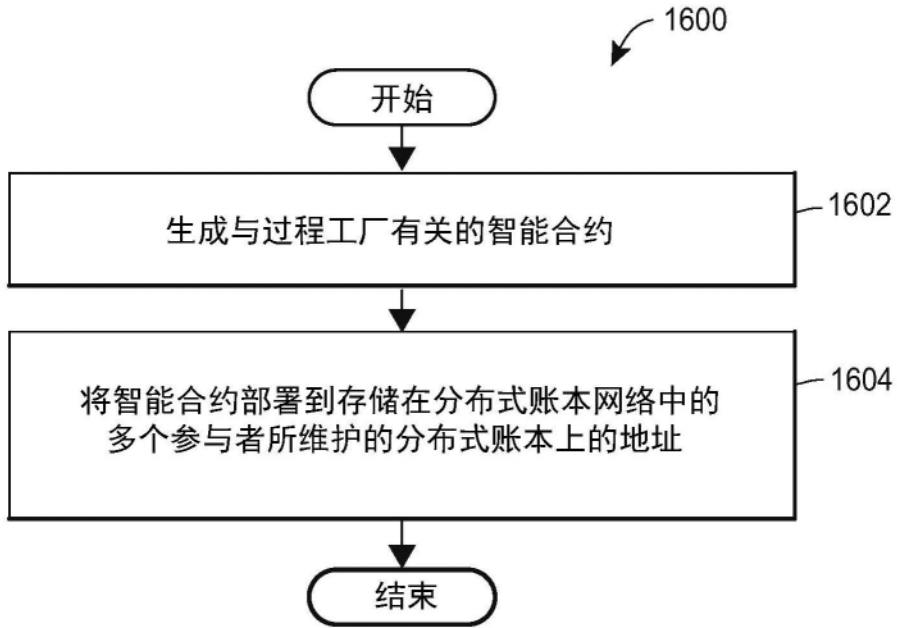 1600
开始
生成与过程工厂有关的智能合约
1602
将智能合约部署到存储在分布式账本网络中的
多个参与者所维护的分布式账本上的地址
1604
结束